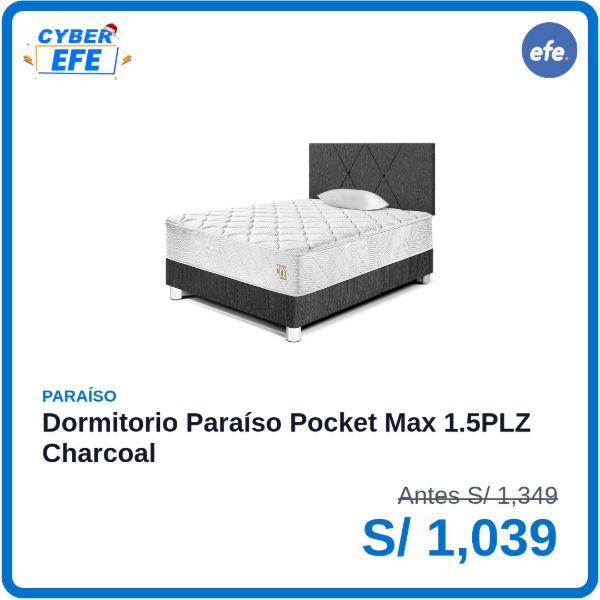 CYBER
EFE
efe.
PARAÍSO
Dormitorio Paraíso Pocket Max 1.5PLZ
Charcoal
Antes S/ 1,349
S/ 1,039